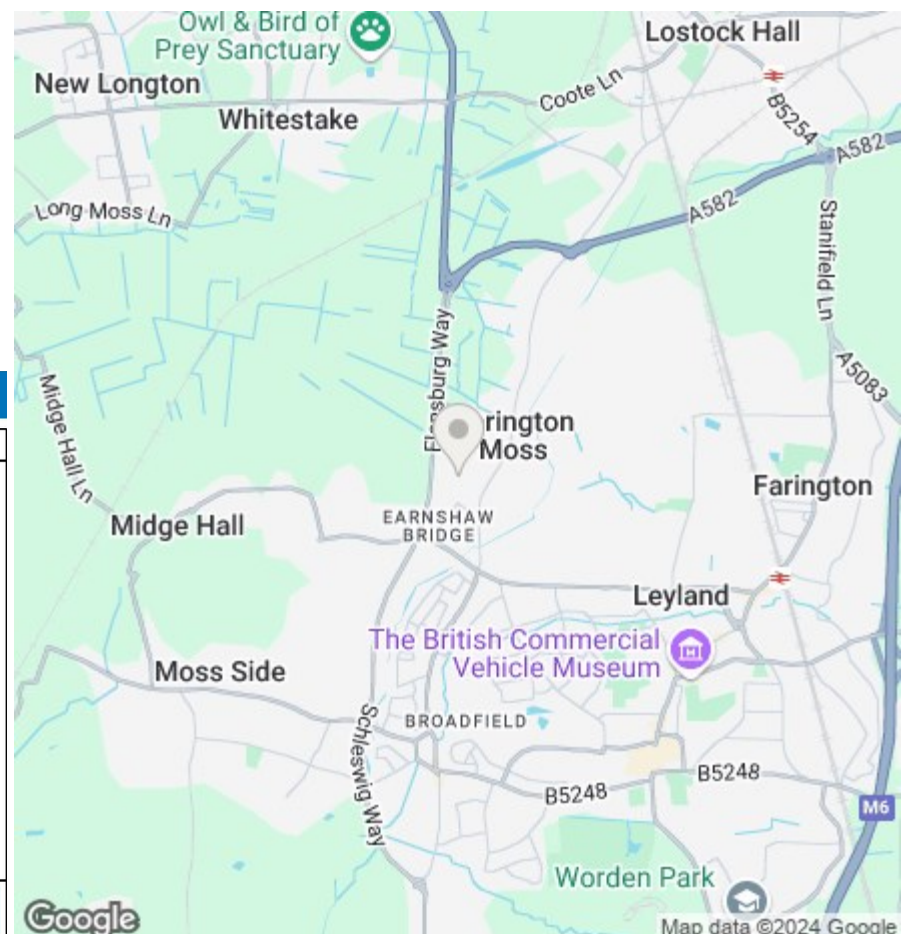 Owl & Bird of
Prey Sanctuary
Lostock Hall
New Longton
Coote Ln
Whitestake
B5254
A582
Long Moss Ln
A582
Stanifield Ln
Flensburg Way
A5083
Midge Hall Ln
rington
Moss
Farington
EARNSHAW
BRIDGE
Midge Hall
Leyland
The British Commercial
Vehicle Museum
Moss Side
BROADFIELD
Schleswig Way
B5248
B5248
M6
Worden Park
Google
Map data ©2024 Google